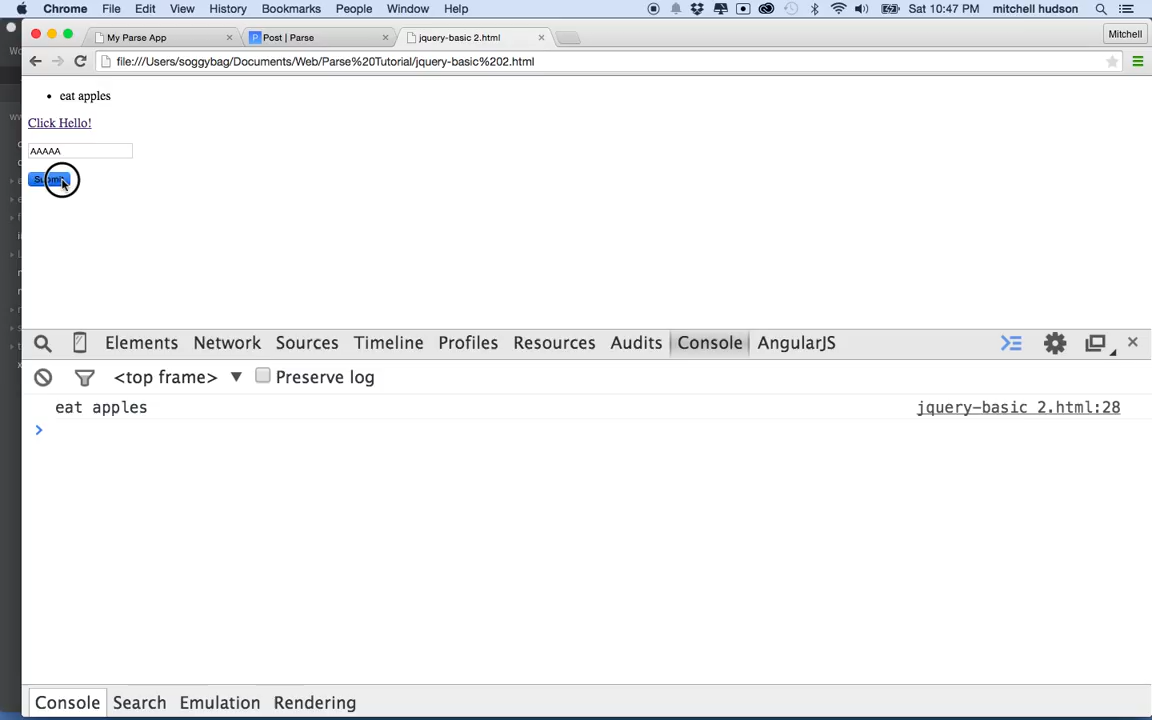 Chrome File Edit View History Bookmarks People Window Help Sat 10:47 PM mitchell hudson
My Parse App Post | Parse jquery-basic 2.html Mitchell
file:///Users/soggybag/Documents/Web/Parse%20Tutorial/jquery-basic%202.html
• eat apples
Click Hello!
AAAAA
Submit
Elements Network Sources Timeline Profiles Resources Audits Console AngularJS
<top frame> ▼ Preserve log
eat apples jquery-basic 2.html:28
>
Console Search Emulation Rendering